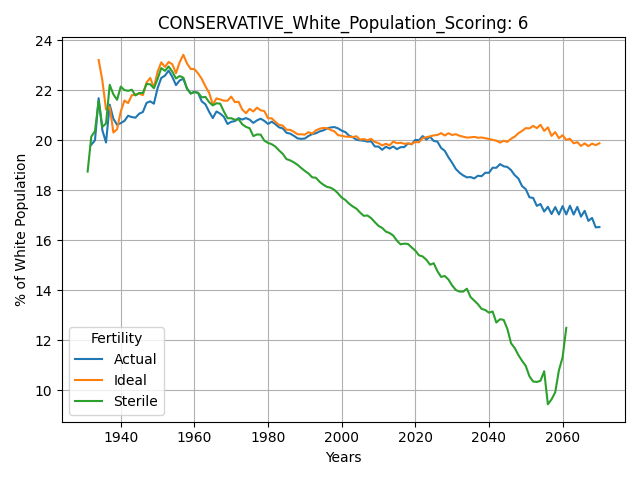 CONSERVATIVE_White_Population_Scoring: 6
24
22
20
18
16
14
12
10
% of White Population
Fertility
Actual
Ideal
Sterile
1940 1960 1980 2000 2020 2040 2060
Years